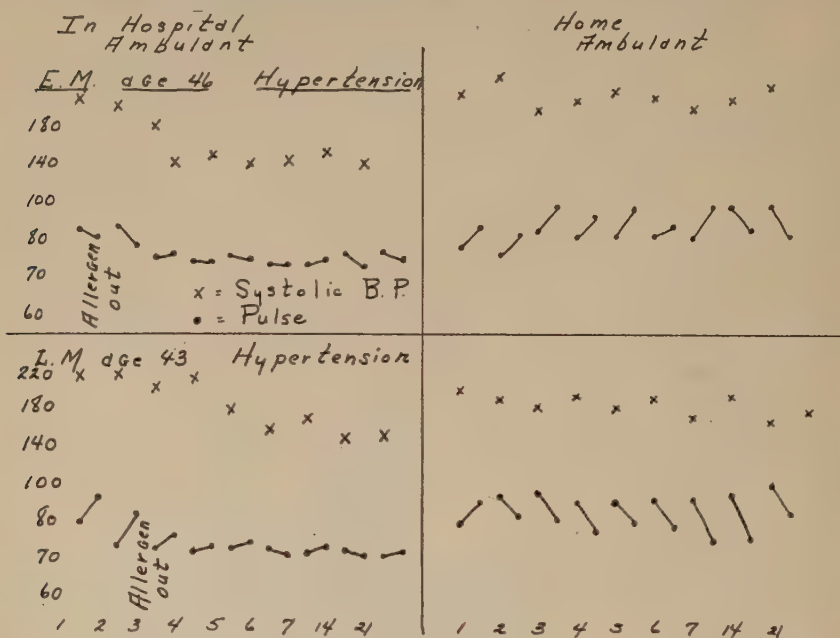 In Hospital
Ambulant
Home
Ambulant
E.M. age 46 Hypertension
180
140
100
80
70
60
Allergen
out
x = Systolic B.P.
• = Pulse
L.M. age 43 Hypertension
220
180
140
100
80
70
60
Allergen
out
1 2 3 4 5 6 7 14 21
1 2 3 4 5 6 7 14 21